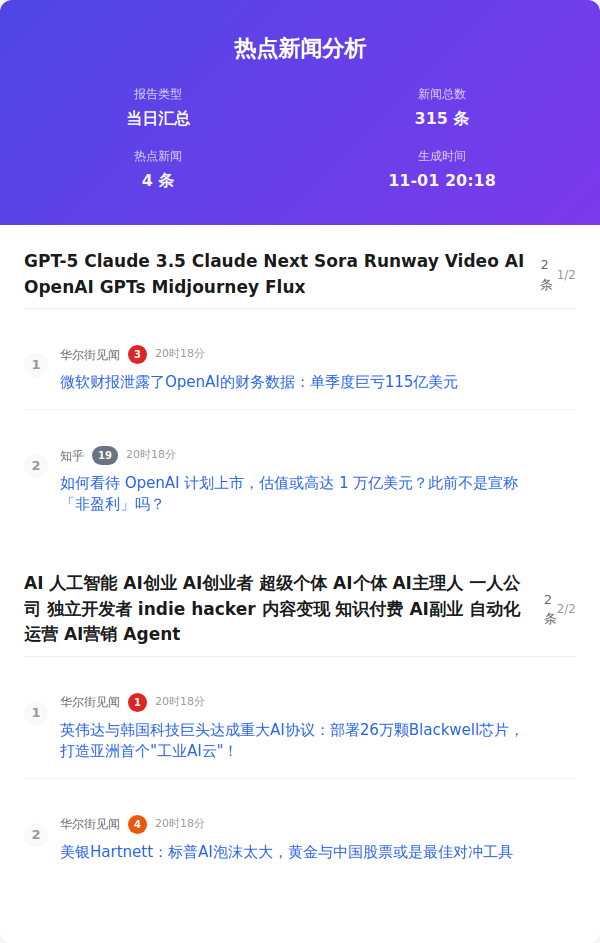 热点新闻分析
报告类型
当日汇总
新闻总数
315 条
热点新闻
4 条
生成时间
11-01 20:18
GPT-5 Claude 3.5 Claude Next Sora Runway Video AI
OpenAI GPTs Midjourney Flux
2
条
1/2
1
华尔街见闻 3 20时18分
微软财报泄露了OpenAI的财务数据：单季度巨亏115亿美元
2
知乎 19 20时18分
如何看待 OpenAI 计划上市，估值或高达 1 万亿美元？此前不是宣称
「非盈利」吗？
AI 人工智能 AI创业 AI创业者 超级个体 AI个体 AI主理人 一人公
司 独立开发者 indie hacker 内容变现 知识付费 AI副业 自动化
运营 AI营销 Agent
2
条
2/2
1
华尔街见闻 1 20时18分
英伟达与韩国科技巨头达成重大AI协议：部署26万颗Blackwell芯片，
打造亚洲首个"工业AI云"！
2
华尔街见闻 4 20时18分
美银Hartnett：标普AI泡沫太大，黄金与中国股票或是最佳对冲工具